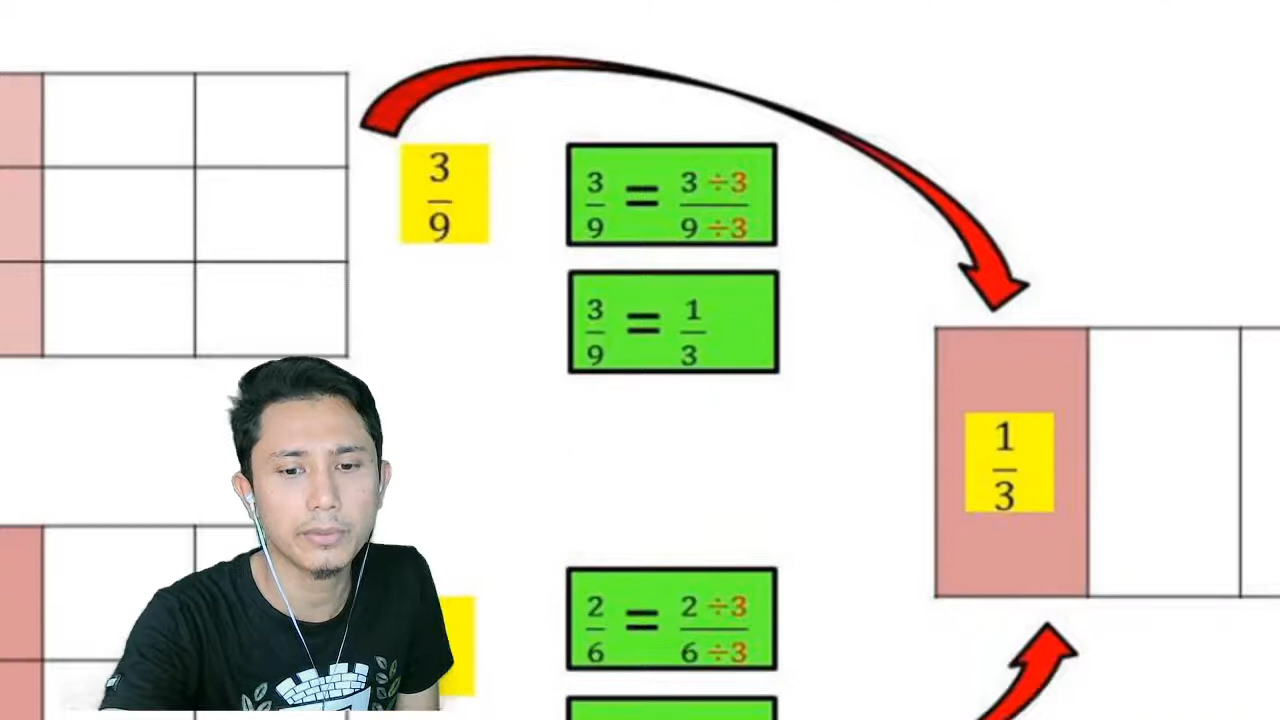 3/9
3/9 = 3 ÷3/9 ÷3
3/9 = 1/3
1/3
2/6 = 2 ÷3/6 ÷3